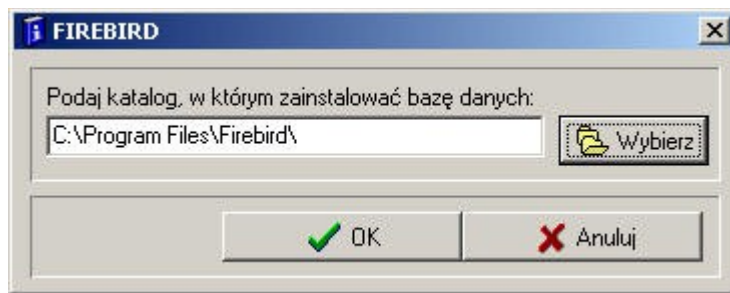 FIREBIRD
Podaj katalog, w którym zainstalować bazę danych:
C:\Program Files\Firebird\
Wybierz
OK
Anuluj